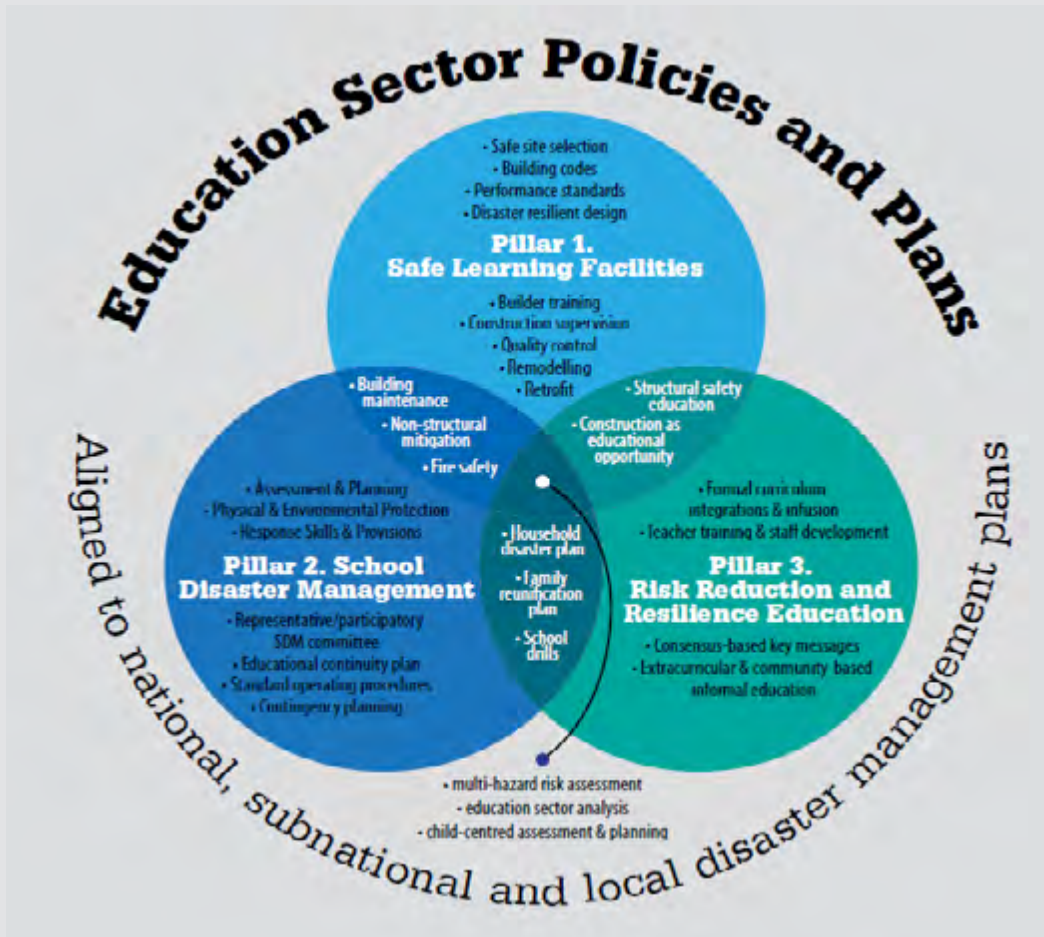 Education Sector Policies and Plans
• Safe site selection
• Building codes
• Performance standards
• Disaster resilient design
Pillar 1.
Safe Learning Facilities
• Builder training
• Construction supervision
• Quality control
• Remodelling
• Retrofit
• Building
maintenance
• Non-structural
mitigation
• Fire safety
• Structural safety
education
• Construction as
educational
opportunity
• Assessment & Planning
• Physical & Environmental Protection
• Response Skills & Provisions
Pillar 2. School
Disaster Management
• Representative/participatory
SDM committee
• Educational continuity plan
• Standard operating procedures
• Contingency planning
• Household
disaster plan
• Family
reunification
plan
• School
drills
• Formal curriculum
integrations & infusion
• Teacher training & staff development
Pillar 3.
Risk Reduction and
Resilience Education
• Consensus-based key messages
• Extracurricular & community-based
informal education
• multi-hazard risk assessment
• education sector analysis
• child-centred assessment & planning
Aligned to national, subnational and local disaster management plans